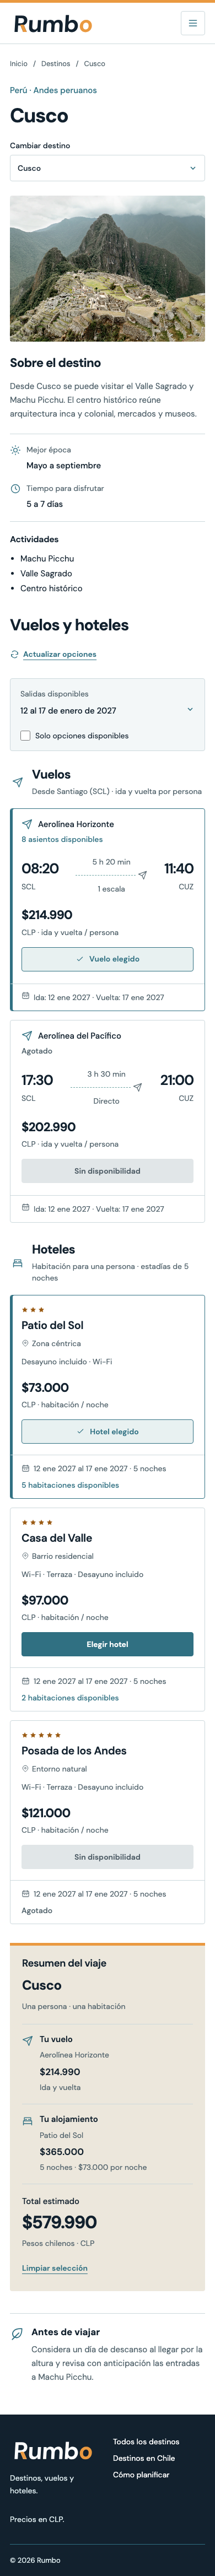 Rumbo
Inicio / Destinos / Cusco
Perú · Andes peruanos
Cusco
Cambiar destino
Cusco
Sobre el destino
Desde Cusco se puede visitar el Valle Sagrado y
Machu Picchu. El centro histórico reúne
arquitectura inca y colonial, mercados y museos.
Mejor época
Mayo a septiembre
Tiempo para disfrutar
5 a 7 días
Actividades
Machu Picchu
Valle Sagrado
Centro histórico
Vuelos y hoteles
Actualizar opciones
Salidas disponibles
12 al 17 de enero de 2027
Solo opciones disponibles
Vuelos
Desde Santiago (SCL) · ida y vuelta por persona
Aerolínea Horizonte
8 asientos disponibles
08:20 5 h 20 min 11:40
SCL 1 escala CUZ
$214.990
CLP · ida y vuelta / persona
Vuelo elegido
Ida: 12 ene 2027 · Vuelta: 17 ene 2027
Aerolínea del Pacífico
Agotado
17:30 3 h 30 min 21:00
SCL Directo CUZ
$202.990
CLP · ida y vuelta / persona
Sin disponibilidad
Ida: 12 ene 2027 · Vuelta: 17 ene 2027
Hoteles
Habitación para una persona · estadías de 5
noches
★★★
Patio del Sol
Zona céntrica
Desayuno incluido · Wi-Fi
$73.000
CLP · habitación / noche
Hotel elegido
12 ene 2027 al 17 ene 2027 · 5 noches
5 habitaciones disponibles
★★★★
Casa del Valle
Barrio residencial
Wi-Fi · Terraza · Desayuno incluido
$97.000
CLP · habitación / noche
Elegir hotel
12 ene 2027 al 17 ene 2027 · 5 noches
2 habitaciones disponibles
★★★★★
Posada de los Andes
Entorno natural
Wi-Fi · Terraza · Desayuno incluido
$121.000
CLP · habitación / noche
Sin disponibilidad
12 ene 2027 al 17 ene 2027 · 5 noches
Agotado
Resumen del viaje
Cusco
Una persona · una habitación
Tu vuelo
Aerolínea Horizonte
$214.990
Ida y vuelta
Tu alojamiento
Patio del Sol
$365.000
5 noches · $73.000 por noche
Total estimado
$579.990
Pesos chilenos · CLP
Limpiar selección
Antes de viajar
Considera un día de descanso al llegar por la
altura y revisa con anticipación las entradas
a Machu Picchu.
Rumbo
Destinos, vuelos y
hoteles.
Precios en CLP.
Todos los destinos
Destinos en Chile
Cómo planificar
© 2026 Rumbo